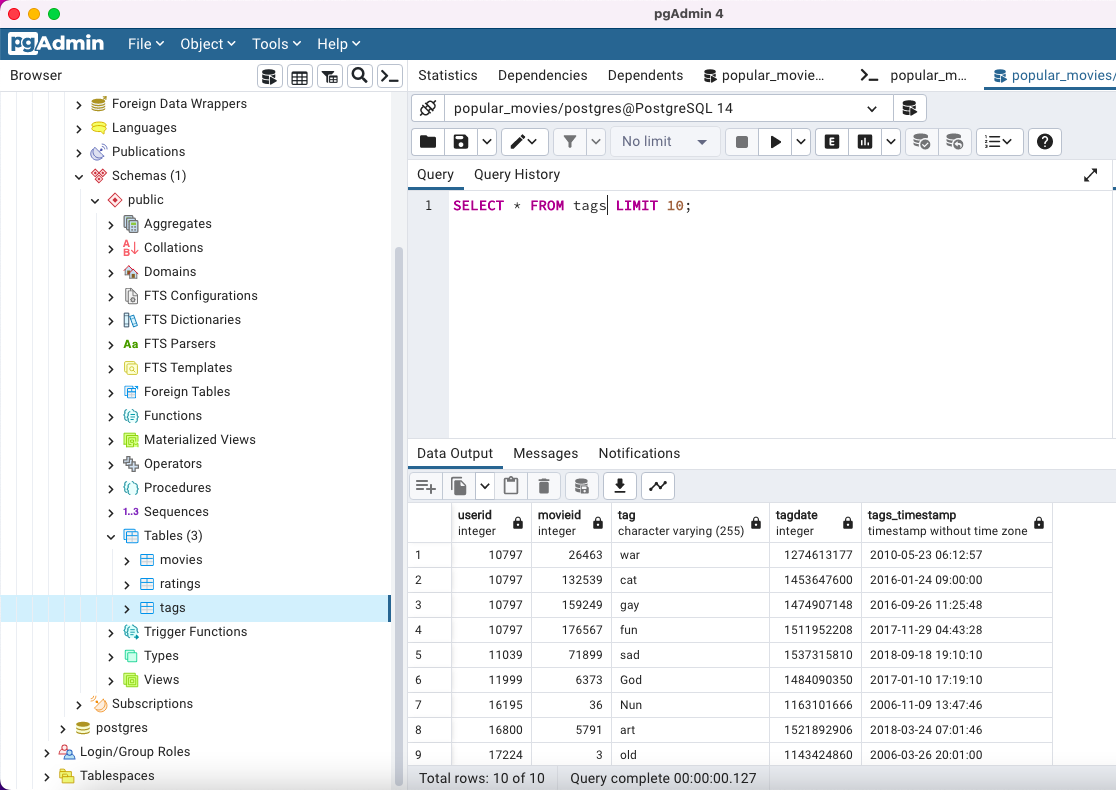 pgAdmin 4
pgAdmin File Object Tools Help
Browser
Statistics Dependencies Dependents popular_movie... popular_m... popular_movies/
Foreign Data Wrappers
Languages
Publications
Schemas (1)
public
Aggregates
Collations
Domains
FTS Configurations
FTS Dictionaries
Aa FTS Parsers
FTS Templates
Foreign Tables
Functions
Materialized Views
Operators
Procedures
1..3 Sequences
Tables (3)
movies
ratings
tags
Trigger Functions
Types
Views
Subscriptions
postgres
Login/Group Roles
Tablespaces
popular_movies/postgres@PostgreSQL 14
No limit E
Query Query History
1 SELECT * FROM tags LIMIT 10;
Data Output Messages Notifications
userid movieid tag tagdate tags_timestamp
integer integer character varying (255) integer timestamp without time zone
1 10797 26463 war 1274613177 2010-05-23 06:12:57
2 10797 132539 cat 1453647600 2016-01-24 09:00:00
3 10797 159249 gay 1474907148 2016-09-26 11:25:48
4 10797 176567 fun 1511952208 2017-11-29 04:43:28
5 11039 71899 sad 1537315810 2018-09-18 19:10:10
6 11999 6373 God 1484090350 2017-01-10 17:19:10
7 16195 36 Nun 1163101666 2006-11-09 13:47:46
8 16800 5791 art 1521892906 2018-03-24 07:01:46
9 17224 3 old 1143424860 2006-03-26 20:01:00
Total rows: 10 of 10 Query complete 00:00:00.127